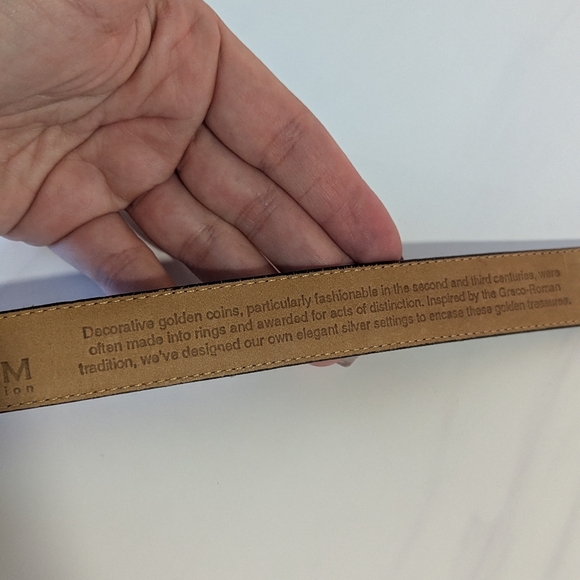 M
ion
Decorative golden coins, particularly fashionable in the second and third centuries, were
often made into rings and awarded for acts of distinction. Inspired by the Greco-Roman
tradition, we've designed our own elegant silver settings to encase these golden treasures.